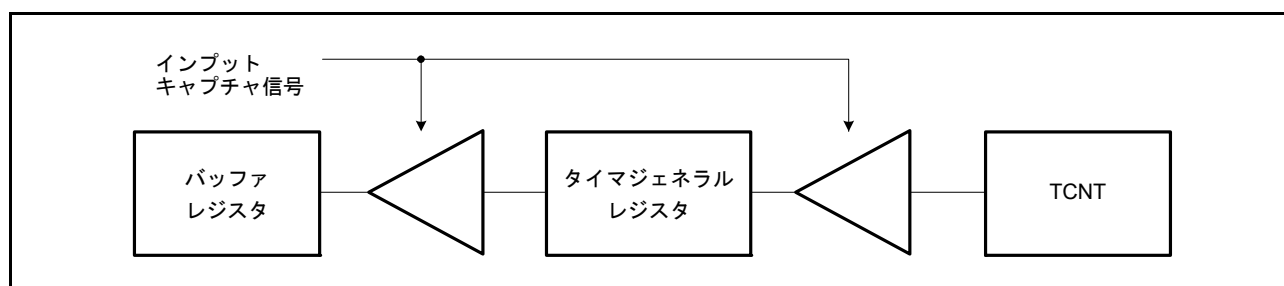 インプット
キャプチャ信号
バッファ
レジスタ
タイマジェネラル
レジスタ
TCNT